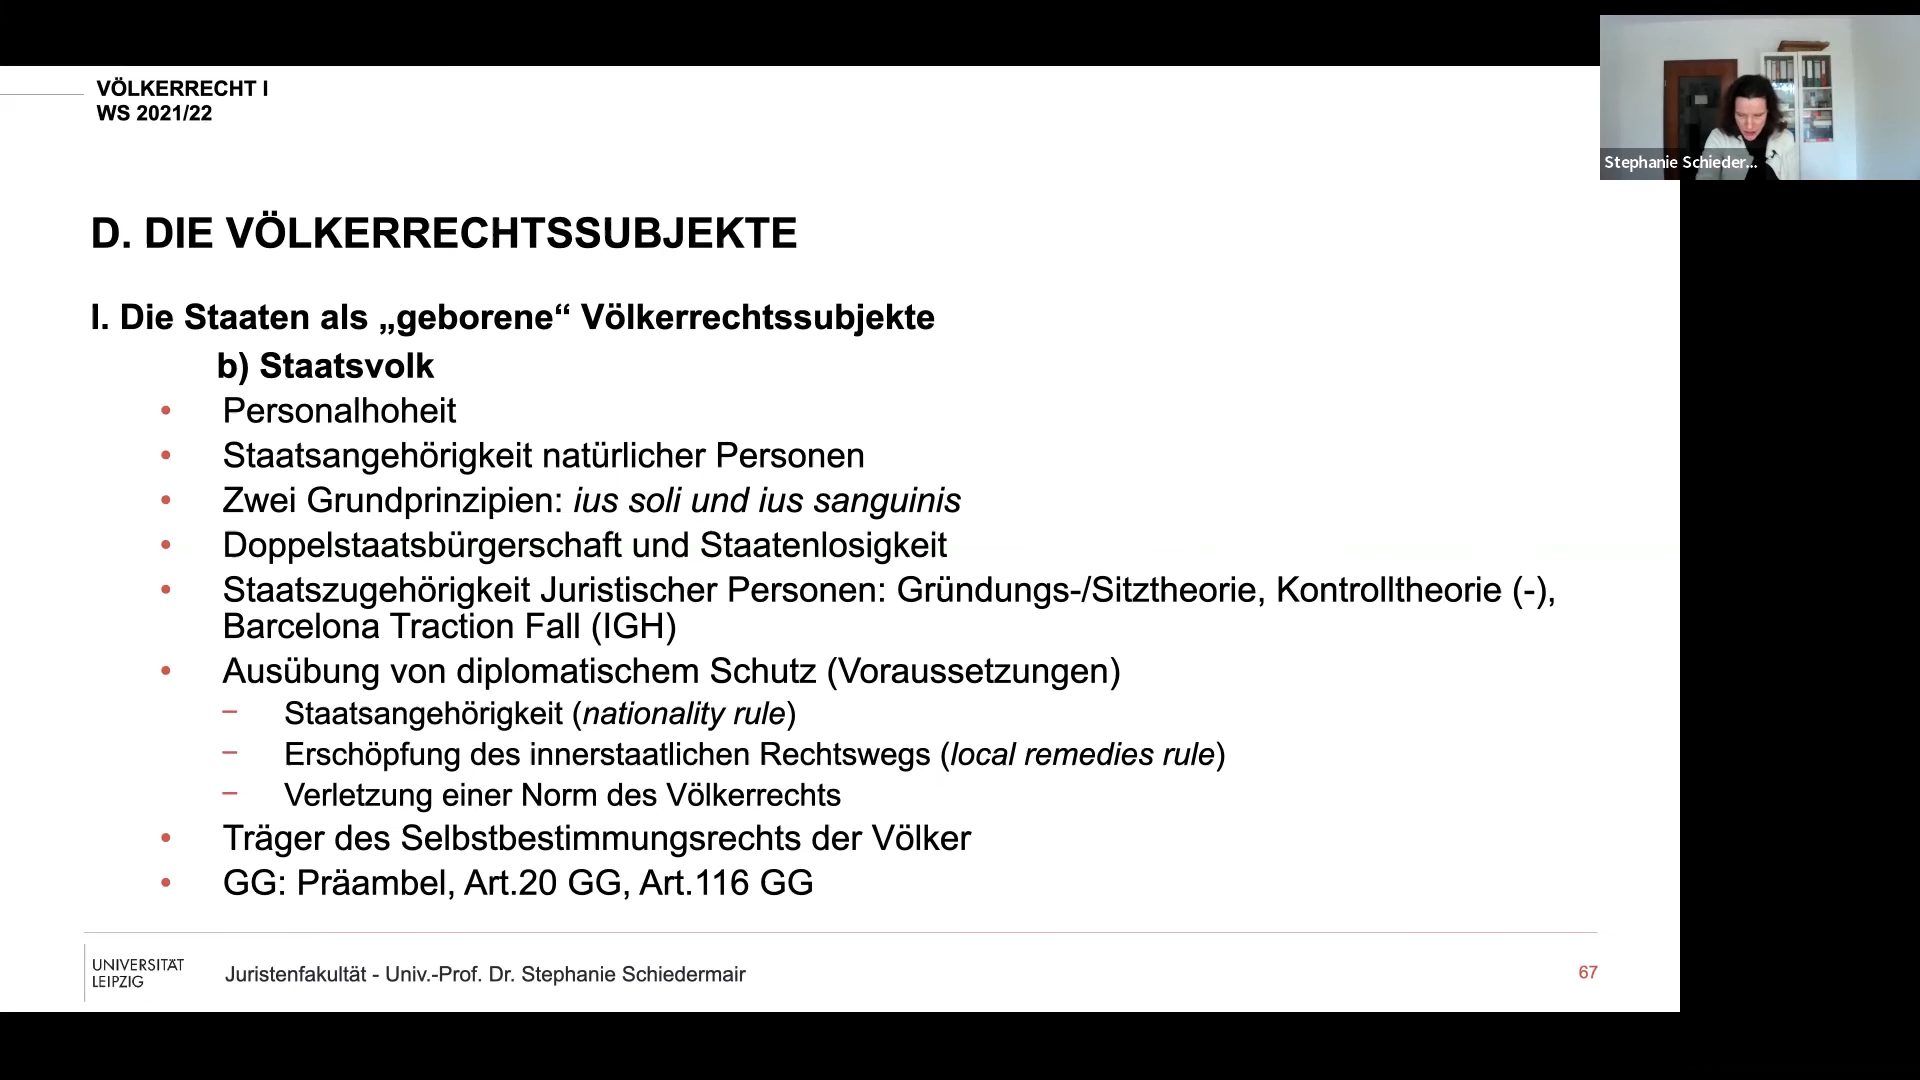 VÖLKERRECHT I
WS 2021/22
Stephanie Schieder...
D. DIE VÖLKERRECHTSSUBJEKTE
I. Die Staaten als „geborene“ Völkerrechtssubjekte
b) Staatsvolk
• Personalhoheit
• Staatsangehörigkeit natürlicher Personen
• Zwei Grundprinzipien: ius soli und ius sanguinis
• Doppelstaatsbürgerschaft und Staatenlosigkeit
• Staatszugehörigkeit Juristischer Personen: Gründungs-/Sitztheorie, Kontrolltheorie (-),
Barcelona Traction Fall (IGH)
• Ausübung von diplomatischem Schutz (Voraussetzungen)
– Staatsangehörigkeit (nationality rule)
– Erschöpfung des innerstaatlichen Rechtswegs (local remedies rule)
– Verletzung einer Norm des Völkerrechts
• Träger des Selbstbestimmungsrechts der Völker
• GG: Präambel, Art.20 GG, Art.116 GG
UNIVERSITÄT
LEIPZIG
Juristenfakultät - Univ.-Prof. Dr. Stephanie Schiedermair
67